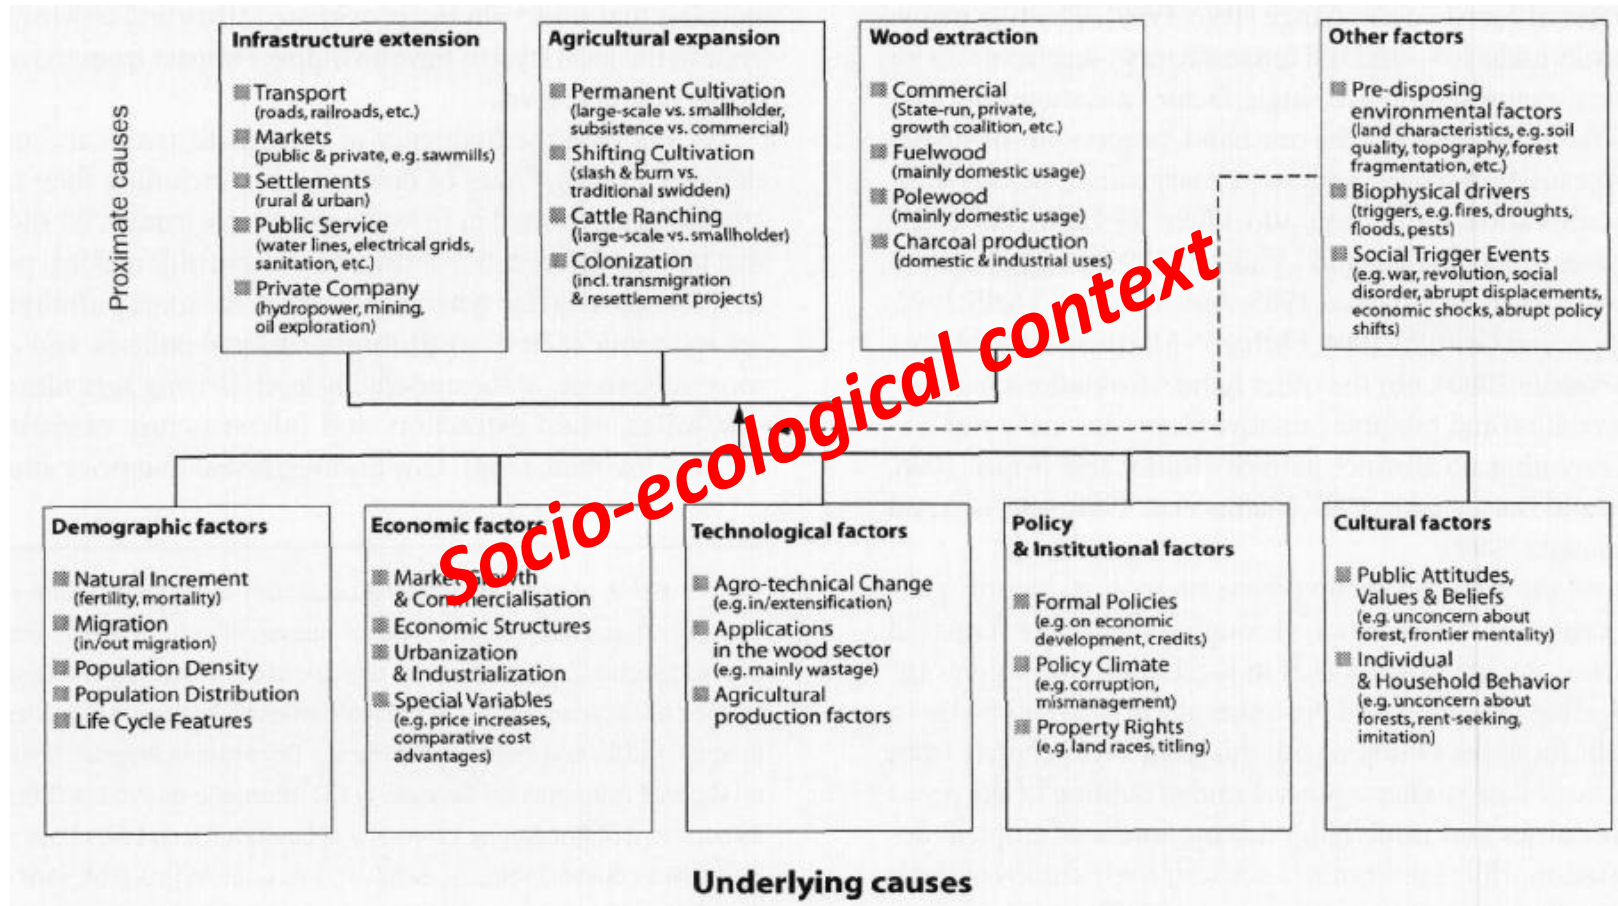 Proximate causes
Infrastructure extension
Transport
(roads, railroads, etc.)
Markets
(public & private, e.g. sawmills)
Settlements
(rural & urban)
Public Service
(water lines, electrical grids,
sanitation, etc.)
Private Company
(hydropower, mining,
oil exploration)
Agricultural expansion
Permanent Cultivation
(large-scale vs. smallholder,
subsistence vs. commercial)
Shifting Cultivation
(slash & burn vs.
traditional swidden)
Cattle Ranching
(large-scale vs. smallholder)
Colonization
(incl. transmigration
& resettlement projects)
Wood extraction
Commercial
(State-run, private,
growth coalition, etc.)
Fuelwood
(mainly domestic usage)
Polewood
(mainly domestic usage)
Charcoal production
(domestic & industrial uses)
Other factors
Pre-disposing
environmental factors
(land characteristics, e.g. soil
quality, topography, forest
fragmentation, etc.)
Biophysical drivers
(triggers, e.g. fires, droughts,
floods, pests)
Social Trigger Events
(e.g. war, revolution, social
disorder, abrupt displacements,
economic shocks, abrupt policy
shifts)
Socio-ecological context
Demographic factors
Natural Increment
(fertility, mortality)
Migration
(in/out migration)
Population Density
Population Distribution
Life Cycle Features
Economic factors
Market Growth
& Commercialisation
Economic Structures
Urbanization
& Industrialization
Special Variables
(e.g. price increases,
comparative cost
advantages)
Technological factors
Agro-technical Change
(e.g. in/extensification)
Applications
in the wood sector
(e.g. mainly wastage)
Agricultural
production factors
Policy
& Institutional factors
Formal Policies
(e.g. on economic
development, credits)
Policy Climate
(e.g. corruption,
mismanagement)
Property Rights
(e.g. land races, titling)
Cultural factors
Public Attitudes,
Values & Beliefs
(e.g. unconcern about
forest, frontier mentality)
Individual
& Household Behavior
(e.g. unconcern about
forests, rent-seeking,
imitation)
Underlying causes